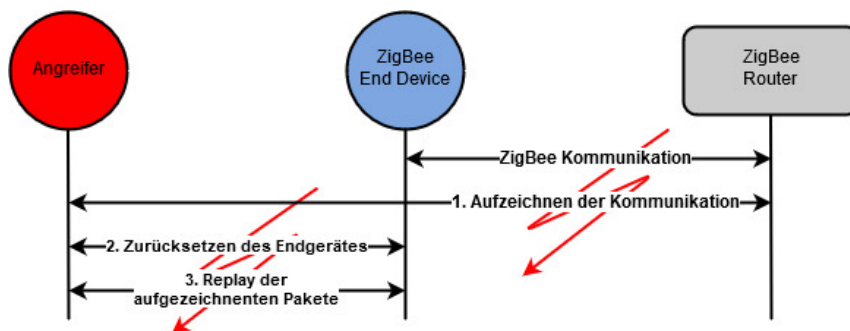 Angreifer
ZigBee
End Device
ZigBee
Router
ZigBee Kommunikation
1. Aufzeichnen der Kommunikation
2. Zurücksetzen des Endgerätes
3. Replay der
aufgezeichnenten Pakete